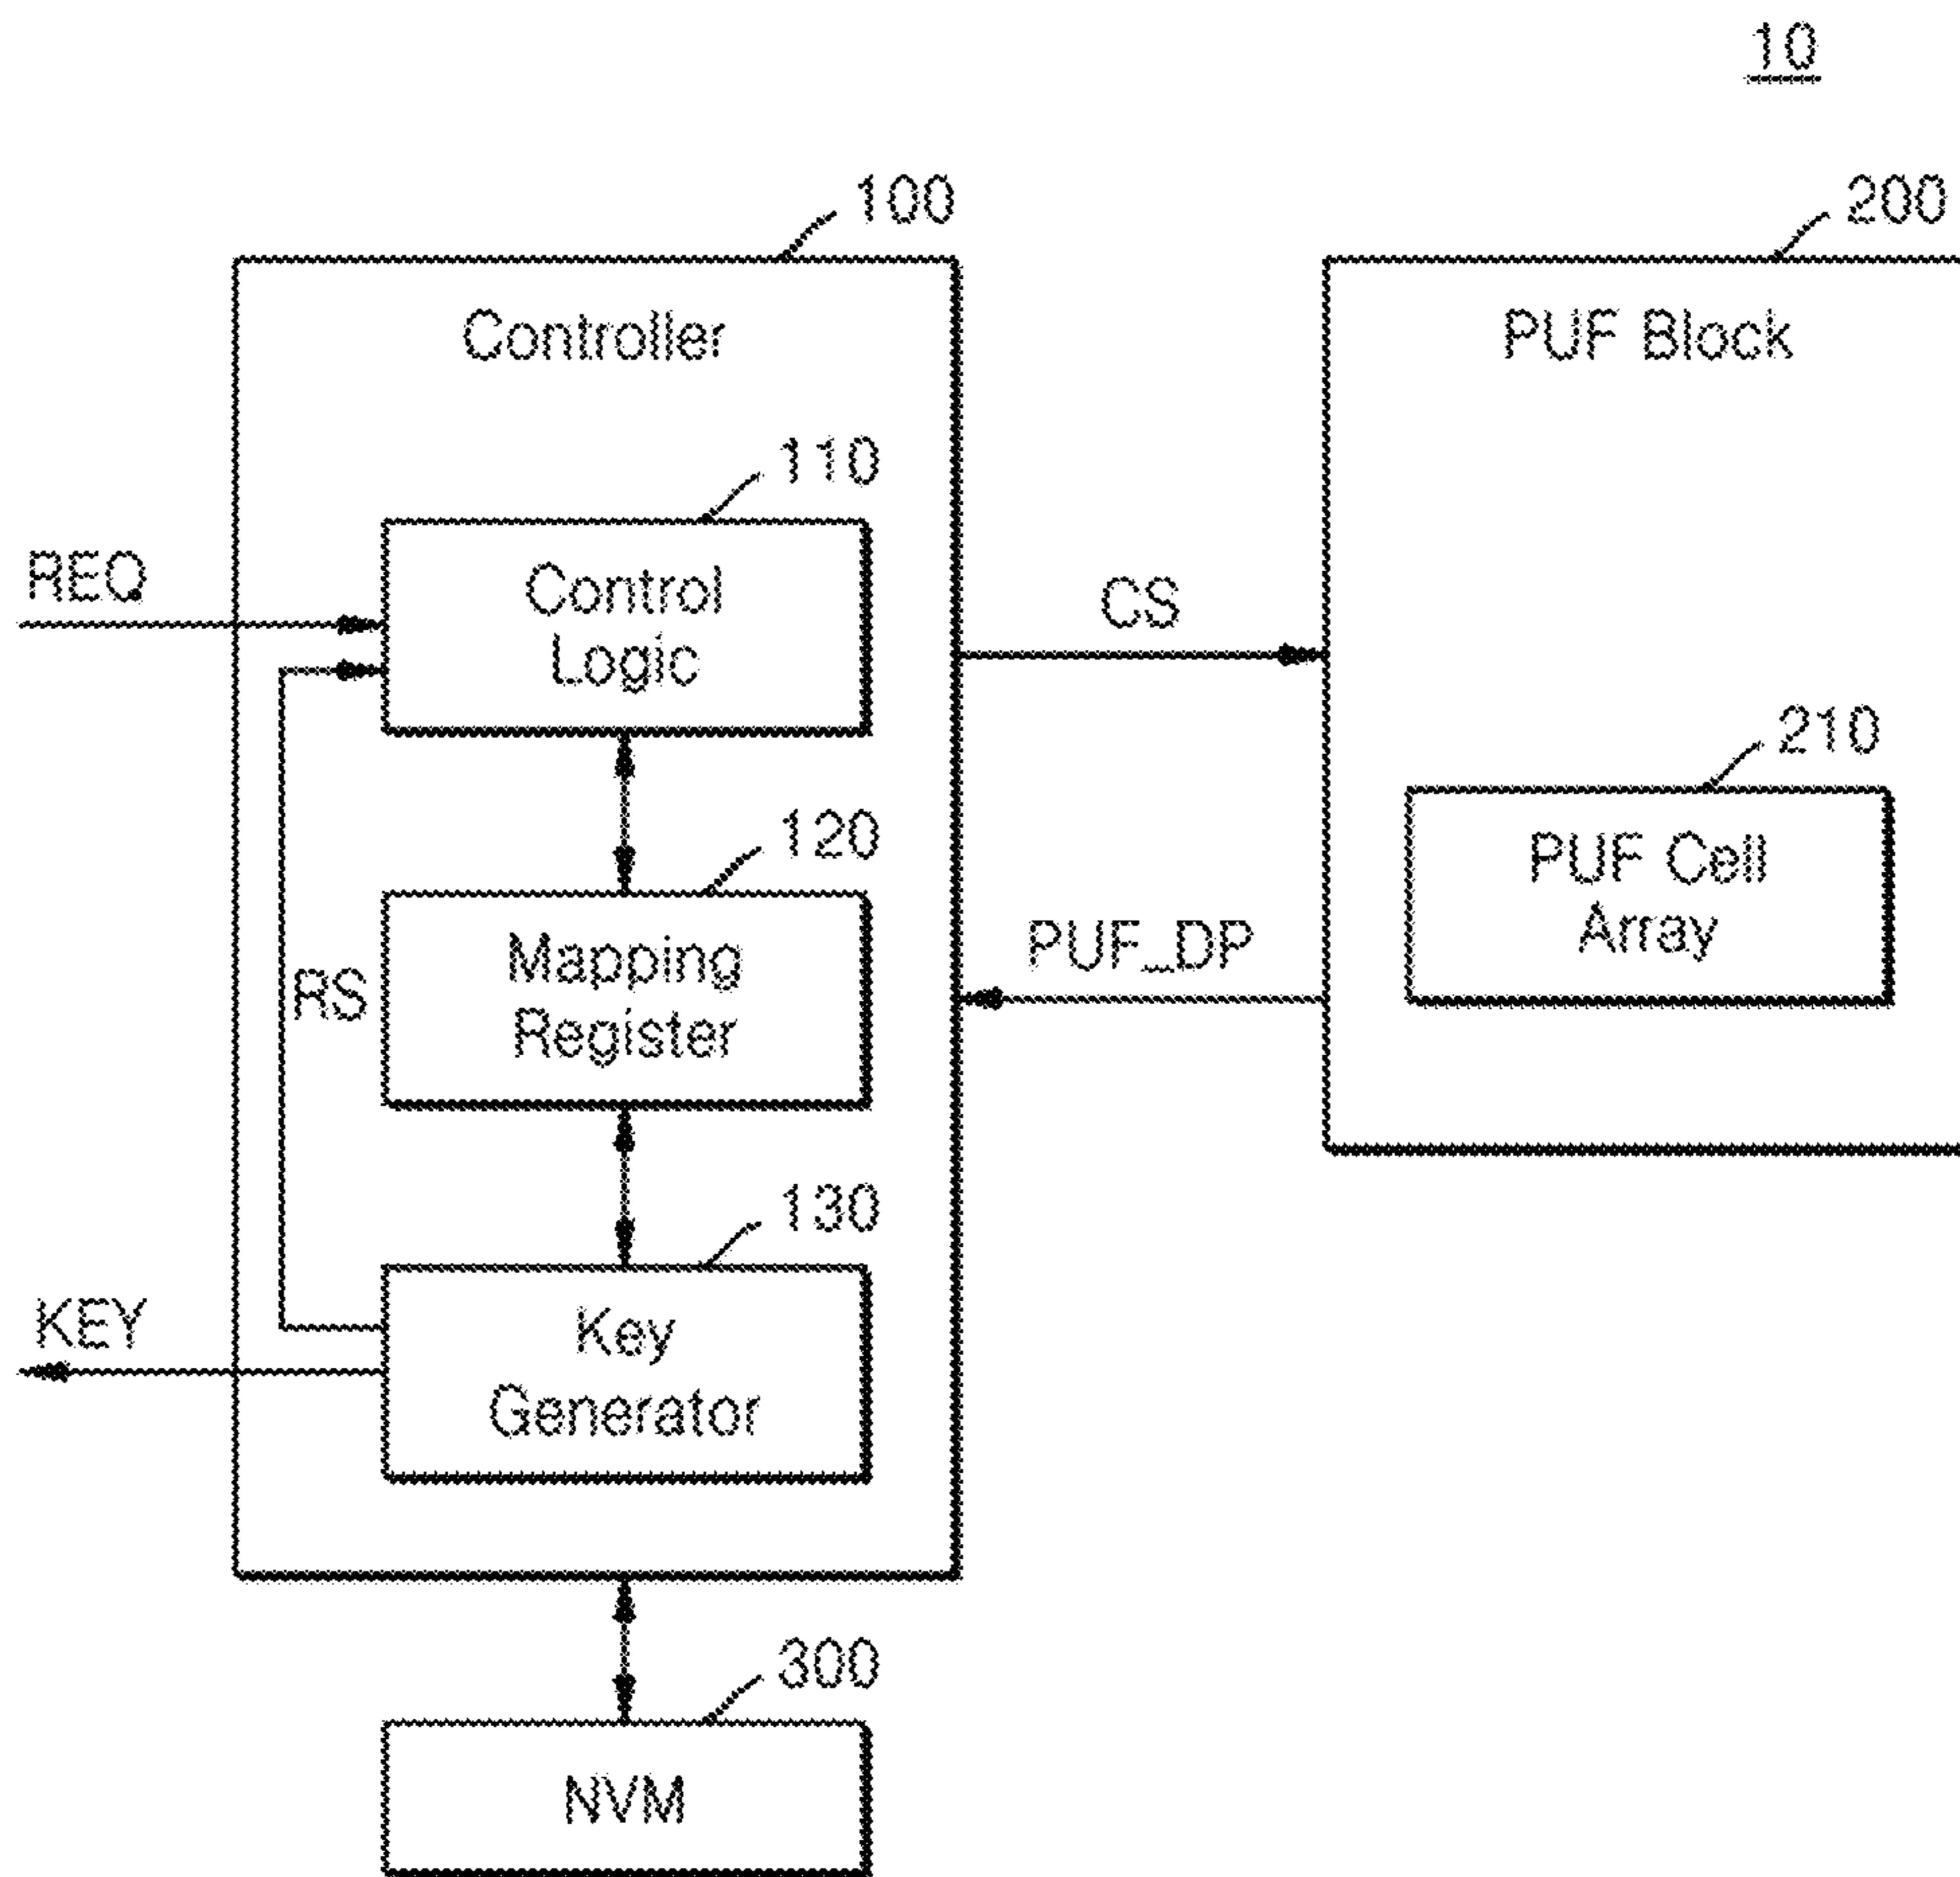 10
100
200
Controller
PUF Block
110
REQ
Control
Logic
CS
210
PUF Cell
Array
120
RS
Mapping
Register
PUF_DP
130
KEY
Key
Generator
300
NVM